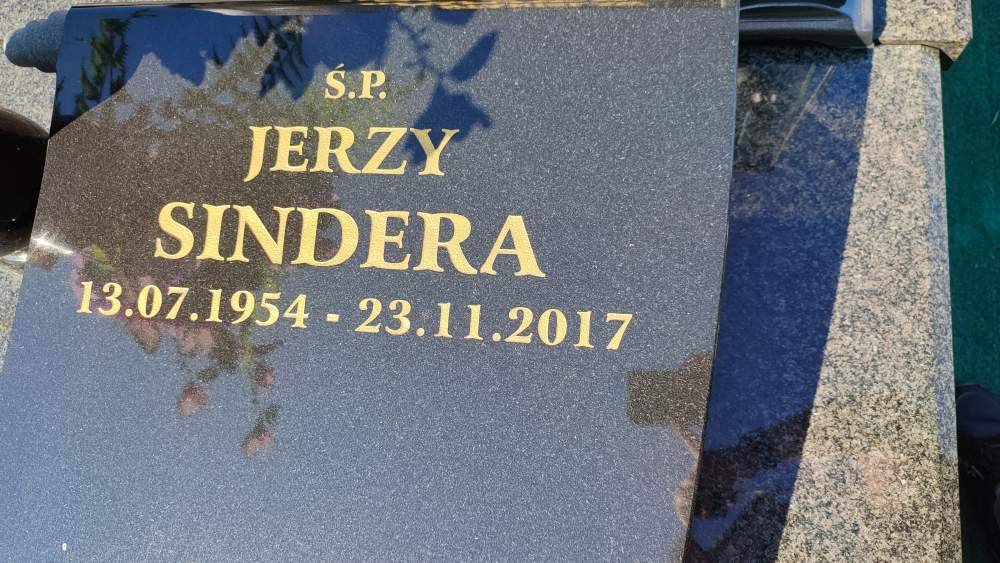 Ś.P.
JERZY
SINDERA
13.07.1954 - 23.11.2017